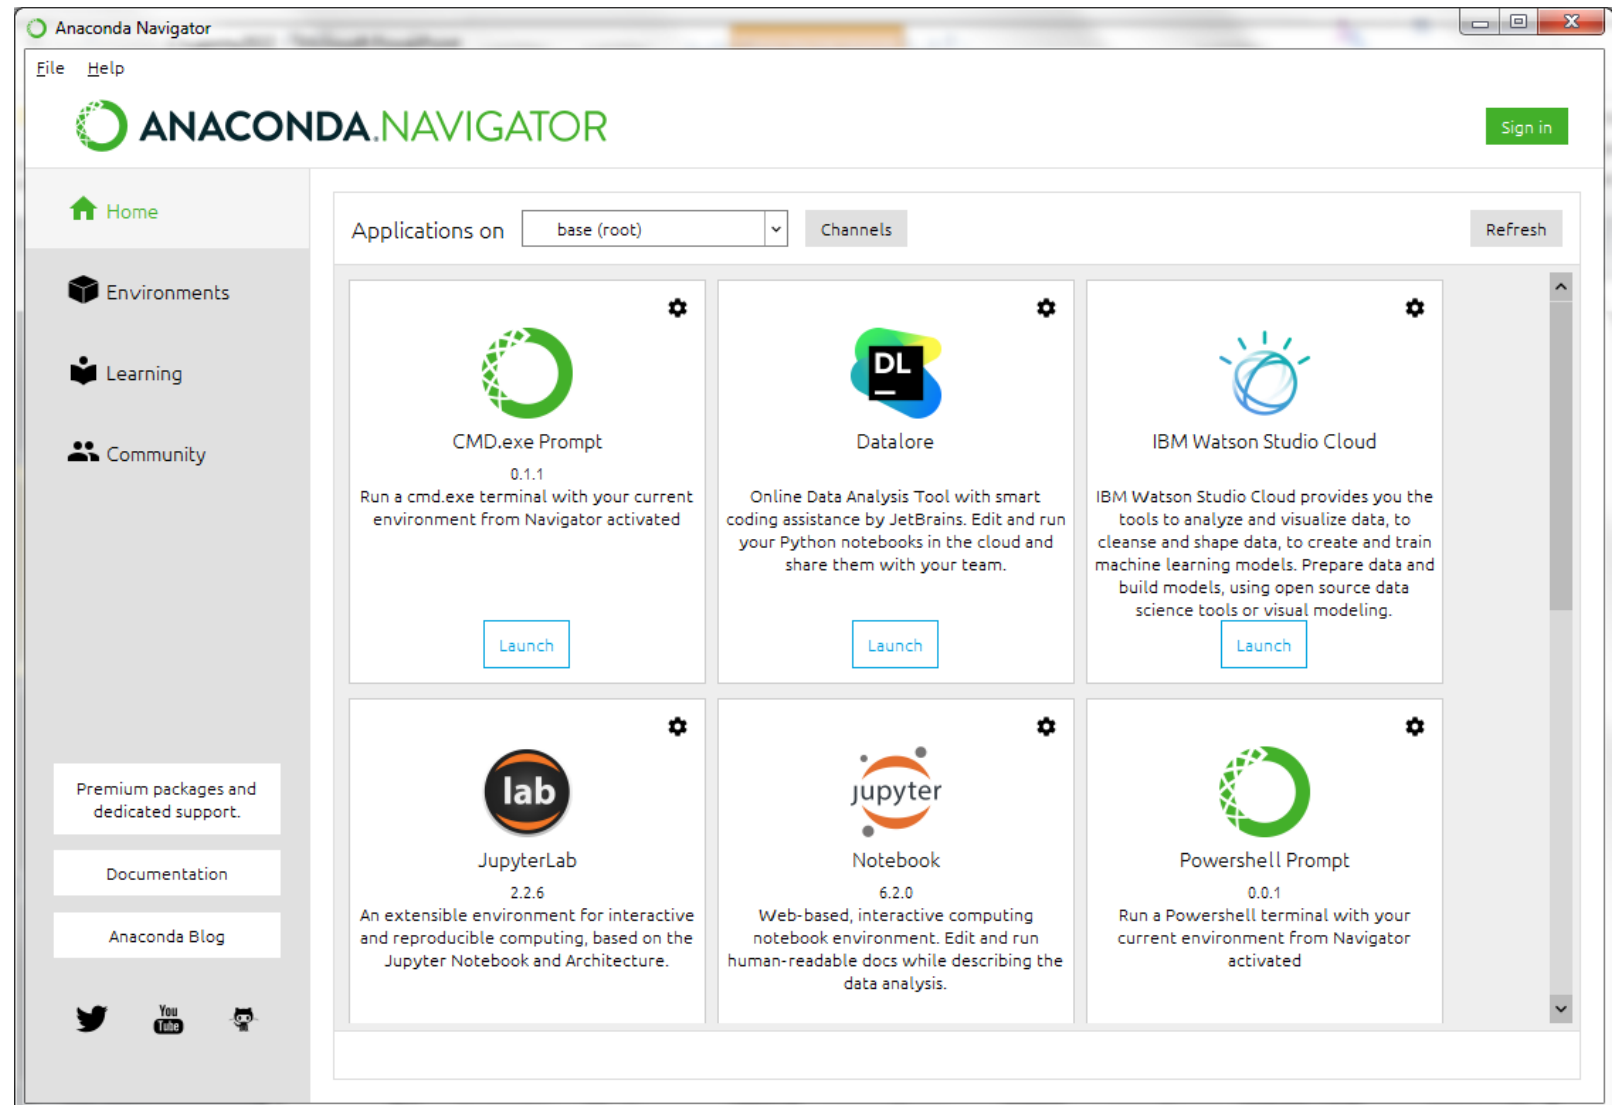 Anaconda Navigator
File Help
ANACONDA.NAVIGATOR
Sign in
Home
Environments
Learning
Community
Premium packages and
dedicated support.
Documentation
Anaconda Blog
You
Tube
Applications on base (root) Channels Refresh
CMD.exe Prompt
0.1.1
Run a cmd.exe terminal with your current
environment from Navigator activated
Launch
DL
Datalore
Online Data Analysis Tool with smart
coding assistance by JetBrains. Edit and run
your Python notebooks in the cloud and
share them with your team.
Launch
IBM Watson Studio Cloud
IBM Watson Studio Cloud provides you the
tools to analyze and visualize data, to
cleanse and shape data, to create and train
machine learning models. Prepare data and
build models, using open source data
science tools or visual modeling.
Launch
lab
JupyterLab
2.2.6
An extensible environment for interactive
and reproducible computing, based on the
Jupyter Notebook and Architecture.
jupyter
Notebook
6.2.0
Web-based, interactive computing
notebook environment. Edit and run
human-readable docs while describing the
data analysis.
Powershell Prompt
0.0.1
Run a Powershell terminal with your
current environment from Navigator
activated